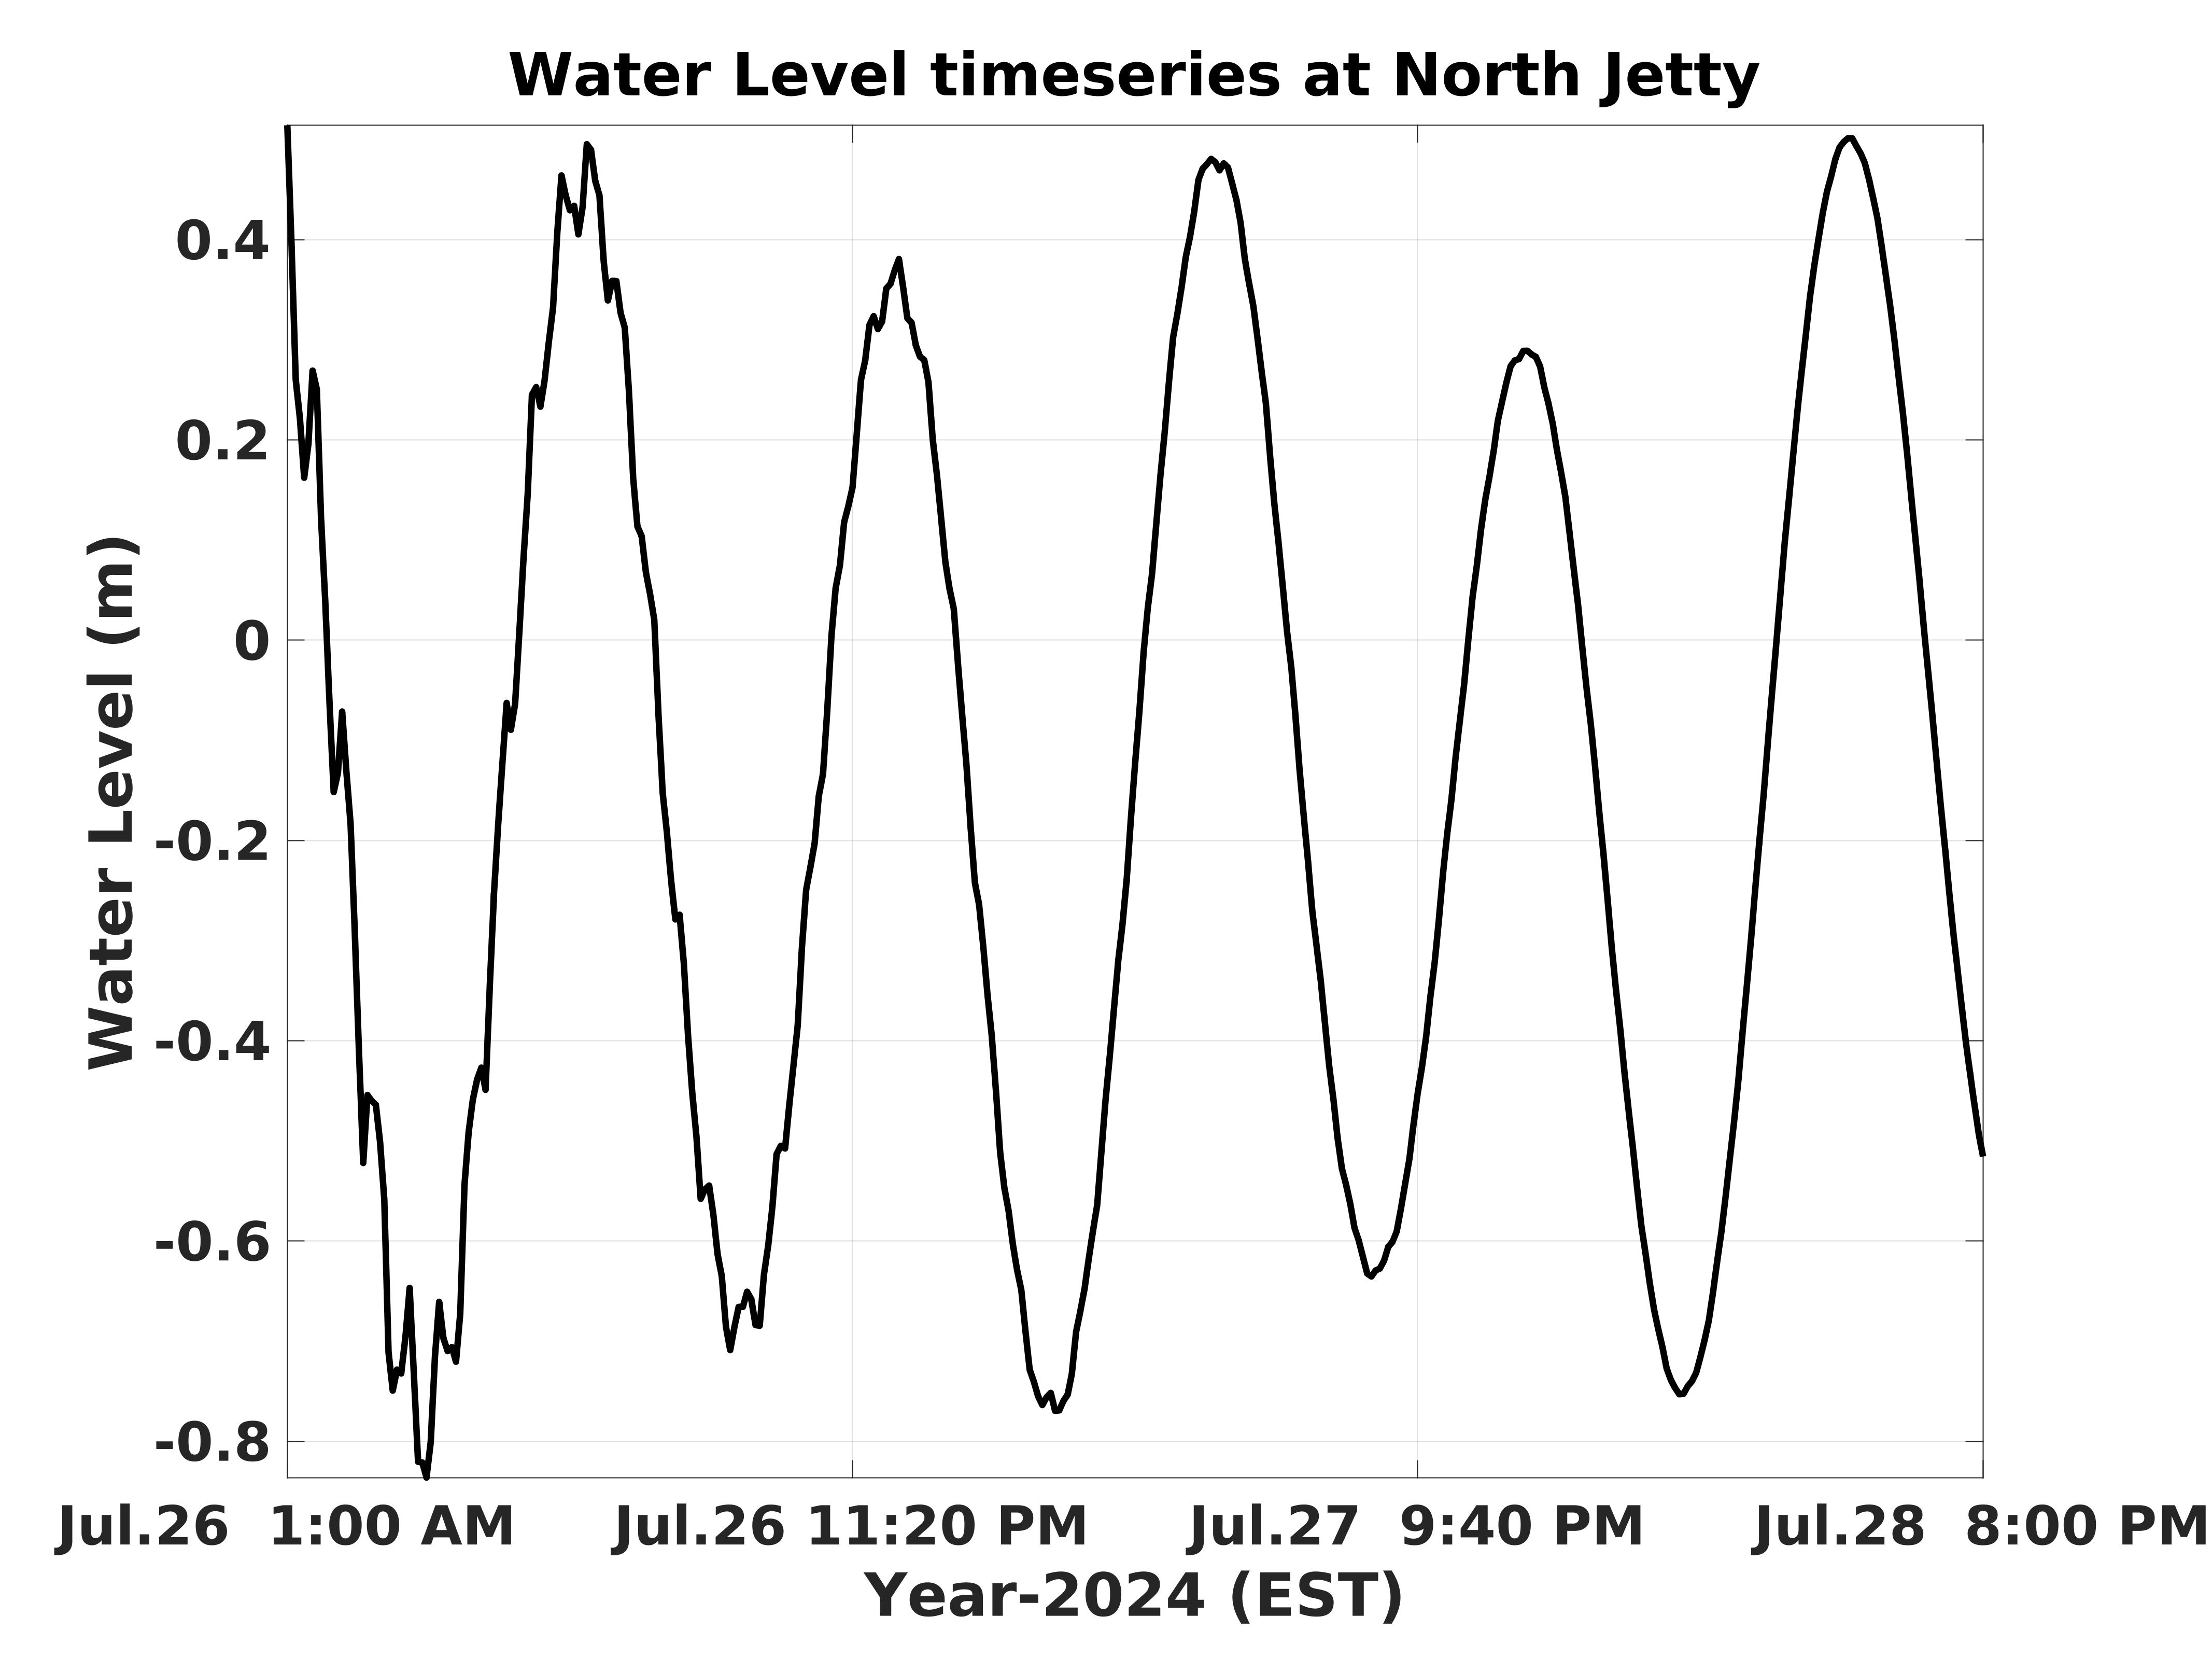 Water Level timeseries at North Jetty
Water Level (m)
0.4
0.2
0
-0.2
-0.4
-0.6
-0.8
Jul.26 1:00 AM Jul.26 11:20 PM Jul.27 9:40 PM Jul.28 8:00 PM
Year-2024 (EST)